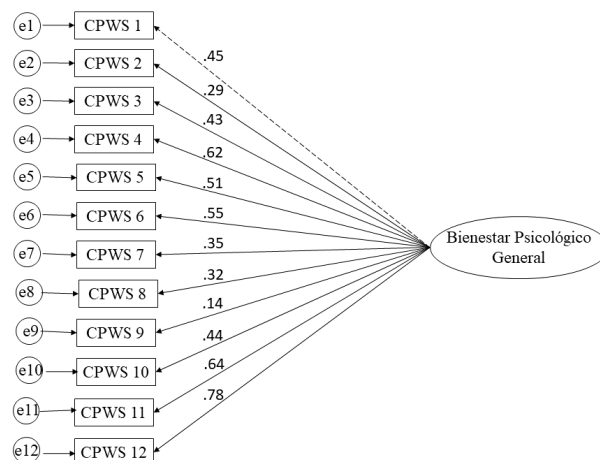 e1 CPWS 1
.45
e2 CPWS 2
.29
e3 CPWS 3
.43
e4 CPWS 4
.62
e5 CPWS 5
.51
e6 CPWS 6
.55
e7 CPWS 7
.35
e8 CPWS 8
.32
e9 CPWS 9
.14
e10 CPWS 10
.44
e11 CPWS 11
.64
e12 CPWS 12
.78
Bienestar Psicológico
General